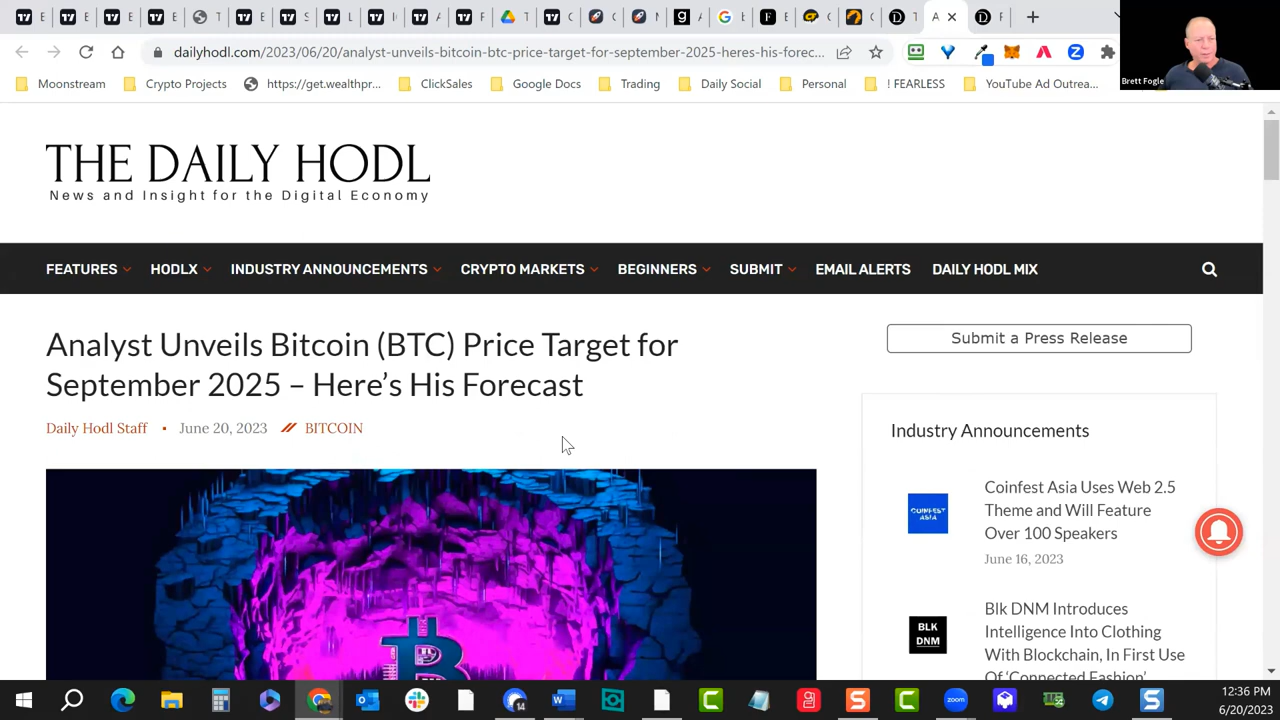 dailyhodl.com/2023/06/20/analyst-unveils-bitcoin-btc-price-target-for-september-2025-heres-his-forec...
Moonstream
Crypto Projects
https://get.wealthpr...
ClickSales
Google Docs
Trading
Daily Social
Personal
! FEARLESS
YouTube Ad Outrea...
Brett Fogle
THE DAILY HODL
News and Insight for the Digital Economy
FEATURES
HODLX
INDUSTRY ANNOUNCEMENTS
CRYPTO MARKETS
BEGINNERS
SUBMIT
EMAIL ALERTS
DAILY HODL MIX
Analyst Unveils Bitcoin (BTC) Price Target for
September 2025 – Here's His Forecast
Daily Hodl Staff ▪ June 20, 2023 // BITCOIN
Submit a Press Release
Industry Announcements
COINFEST
ASIA
Coinfest Asia Uses Web 2.5
Theme and Will Feature
Over 100 Speakers
June 16, 2023
BLK
DNM
Blk DNM Introduces
Intelligence Into Clothing
With Blockchain, In First Use
Of 'Connected Fashion'
14
zoom
12:36 PM
6/20/2023